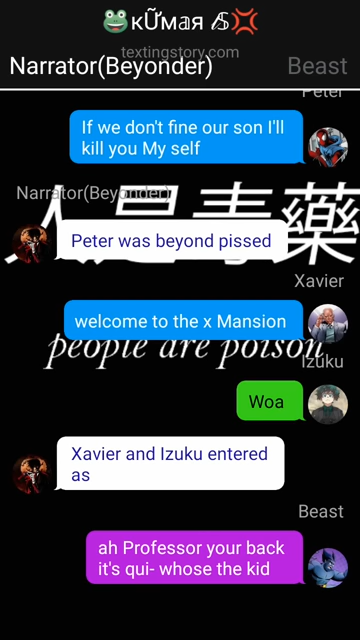 🐸кỮмая 🆂💢
textingstory.com
Narrator(Beyonder)
Beast
Peter
If we don't fine our son I'll
kill you My self
Narrator(Beyonder)
人是毒藥
Peter was beyond pissed
Xavier
welcome to the x Mansion
people are poison
Izuku
Woa
Xavier and Izuku entered
as
Beast
ah Professor your back
it's qui- whose the kid